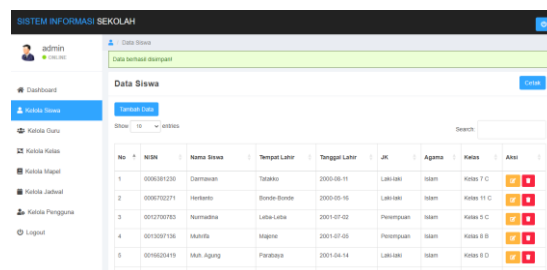 SISTEM INFORMASI SEKOLAH
admin
ONLINE
Dashboard
Kelola Siswa
Kelola Guru
Kelola Kelas
Kelola Mapel
Kelola Jadwal
Kelola Pengguna
Logout
/ Data Siswa
Data berhasil disimpan!
Data Siswa
Cetak
Tambah Data
Show 10 entries
Search:
No NISN Nama Siswa Tempat Lahir Tanggal Lahir JK Agama Kelas Aksi
1 0006381230 Darmawan Tatakko 2000-08-11 Laki-laki Islam Kelas 7 C
2 0006702271 Herianto Bonde-Bonde 2000-05-16 Laki-laki Islam Kelas 11 C
3 0012700783 Nurmadina Leba-Leba 2001-07-02 Perempuan Islam Kelas 5 C
4 0013097136 Mutnifa Majene 2001-07-05 Perempuan Islam Kelas 8 B
5 0016620419 Muh. Agung Parabaya 2001-04-14 Laki-laki Islam Kelas 8 D